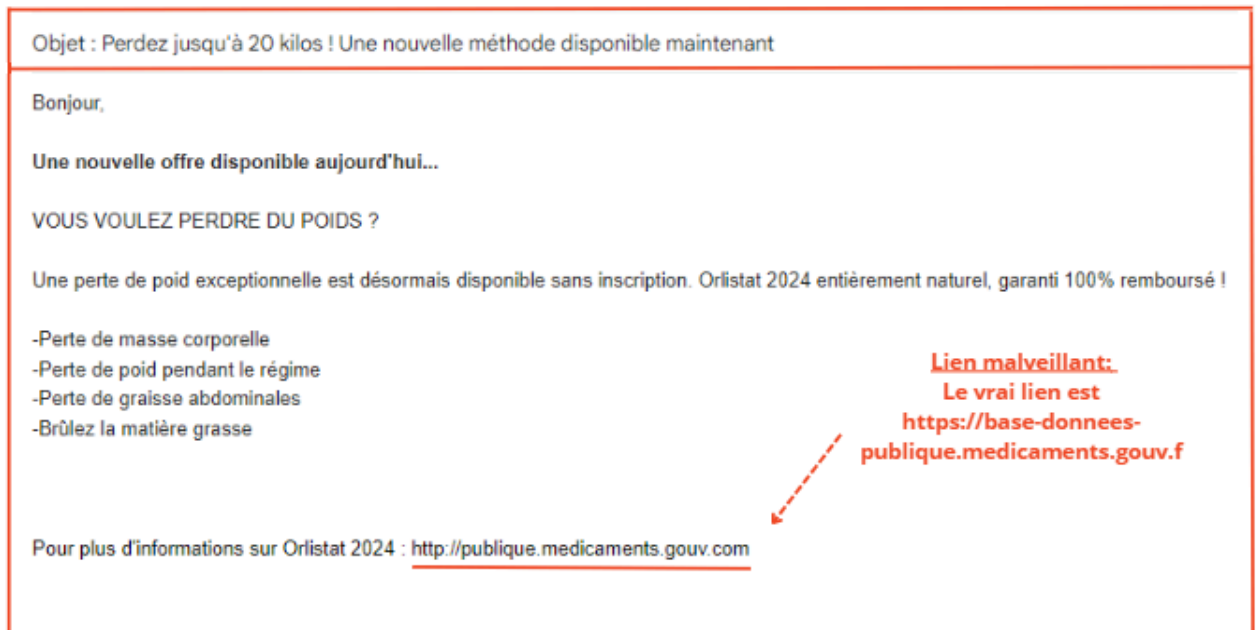 Objet : Perdez jusqu'à 20 kilos ! Une nouvelle méthode disponible maintenant
Bonjour,
Une nouvelle offre disponible aujourd'hui...
VOUS VOULEZ PERDRE DU POIDS ?
Une perte de poid exceptionnelle est désormais disponible sans inscription. Orlistat 2024 entièrement naturel, garanti 100% remboursé !
-Perte de masse corporelle
-Perte de poid pendant le régime
-Perte de graisse abdominales
-Brûlez la matière grasse
Lien malveillant:
Le vrai lien est
https://base-donnees-
publique.medicaments.gouv.f
Pour plus d'informations sur Orlistat 2024 : http://publique.medicaments.gouv.com